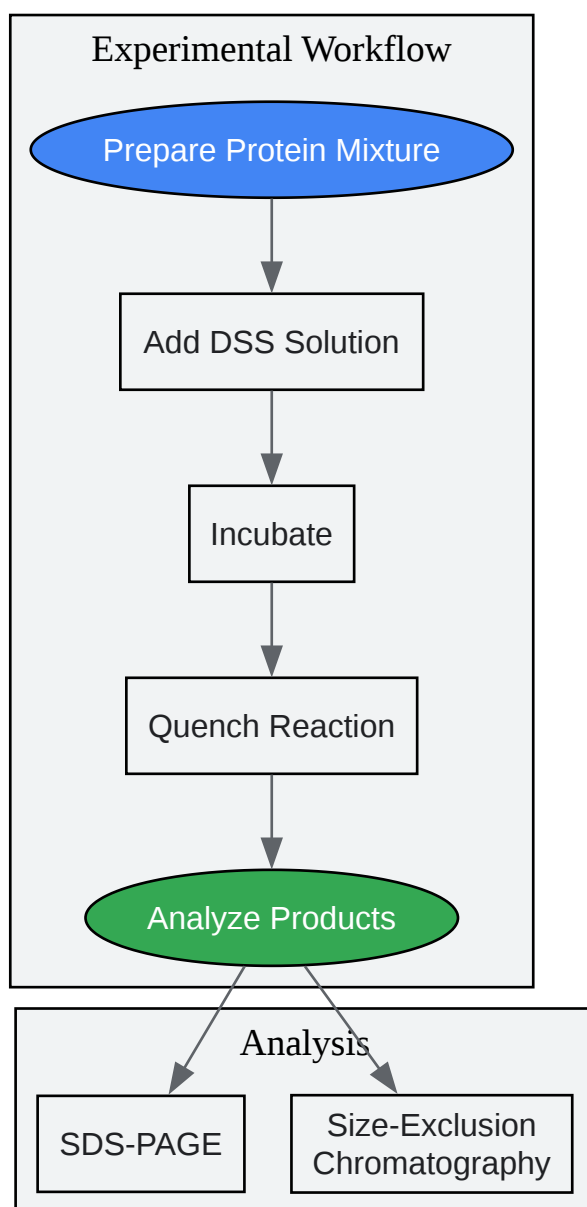 Experimental Workflow
Prepare Protein Mixture
Add DSS Solution
Incubate
Quench Reaction
Analyze Products
Analysis
SDS-PAGE
Size-Exclusion
Chromatography